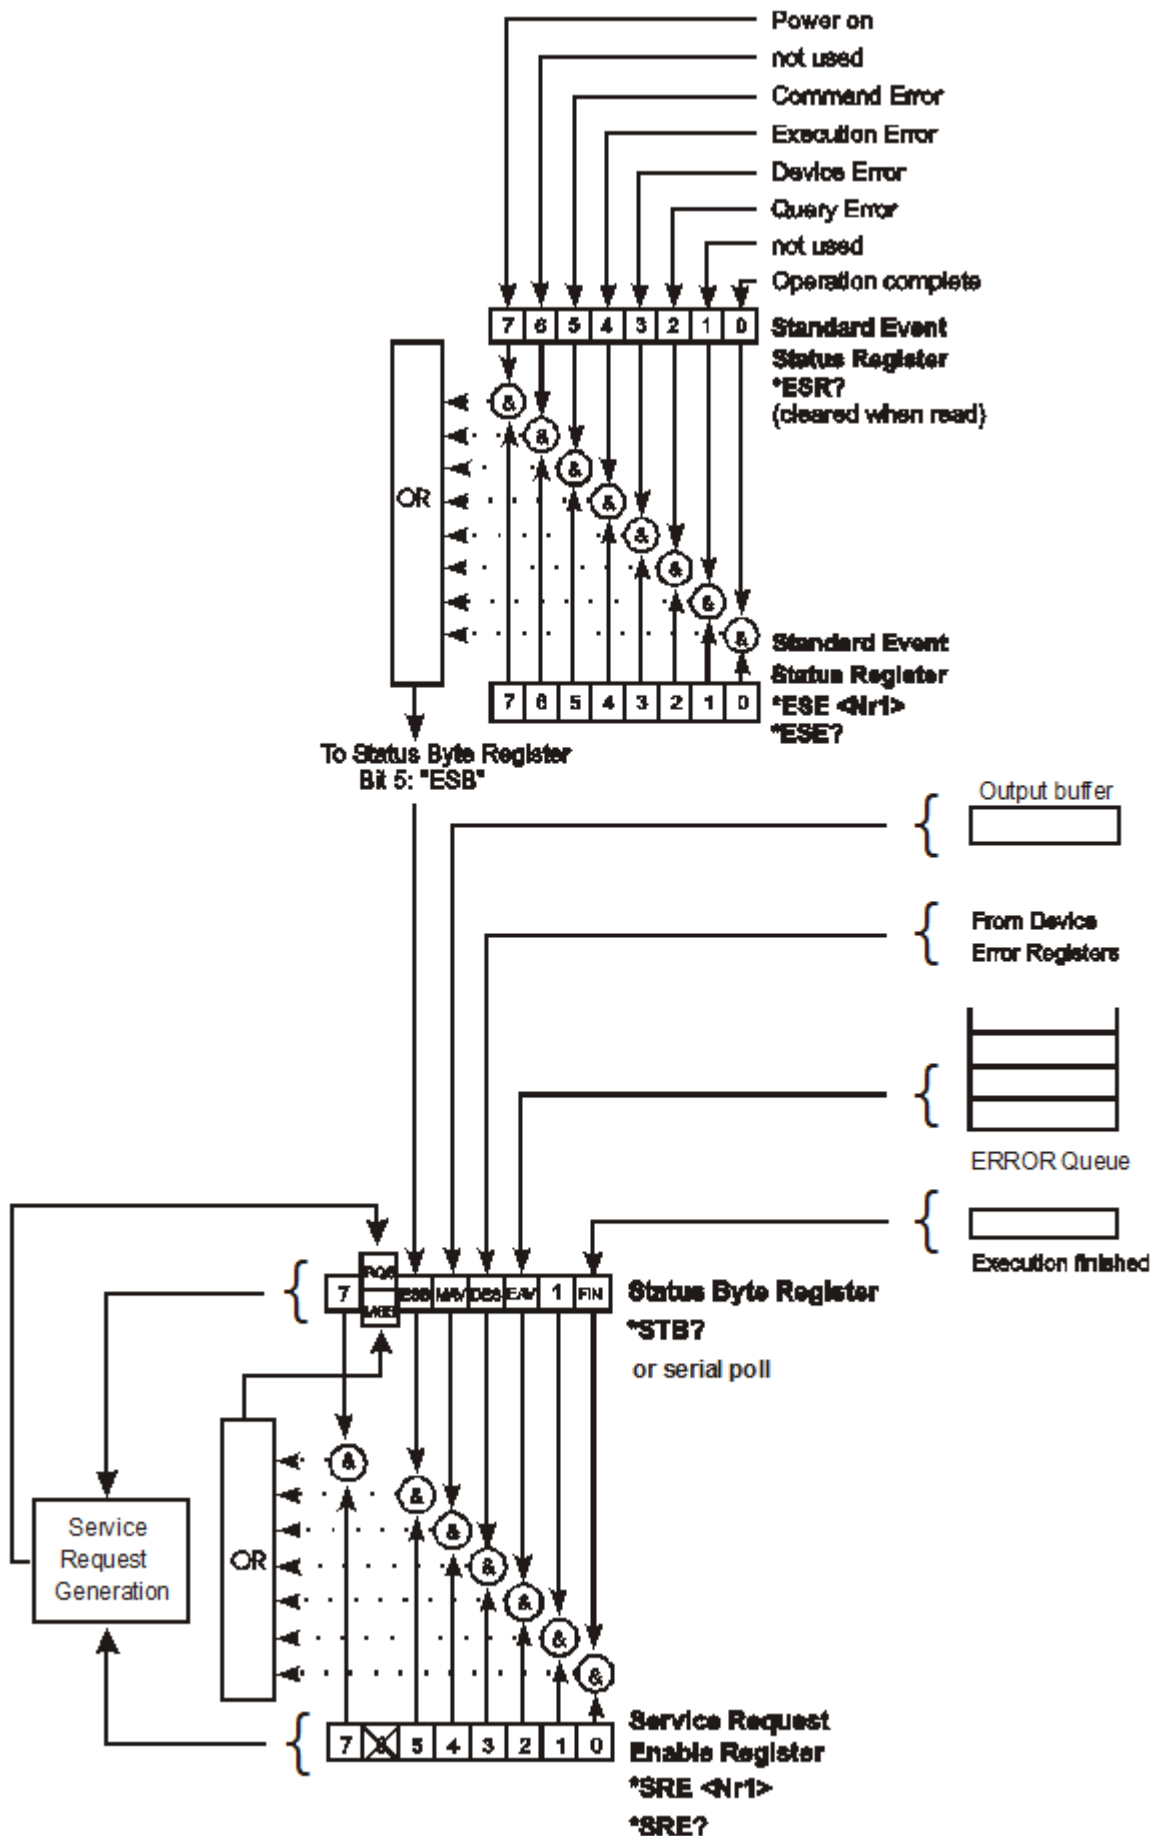 Power on
not used
Command Error
Execution Error
Device Error
Query Error
not used
Operation complete
7 6 5 4 3 2 1 0
Standard Event
Status Register
*ESR?
(cleared when read)
&
&
&
&
&
&
&
&
OR
Standard Event
Status Register
*ESE <Nr1>
*ESE?
7 6 5 4 3 2 1 0
To Status Byte Register
Bit 5: "ESB"
Output buffer
{
From Device
Error Registers
{
{
ERROR Queue
{
Execution finished
{
RQS
7 ESB MAV DES EAV 1 FIN
MSS
Status Byte Register
*STB?
or serial poll
&
&
&
&
&
&
&
OR
Service
Request
Generation
{
7 6 5 4 3 2 1 0
Service Request
Enable Register
*SRE <Nr1>
*SRE?